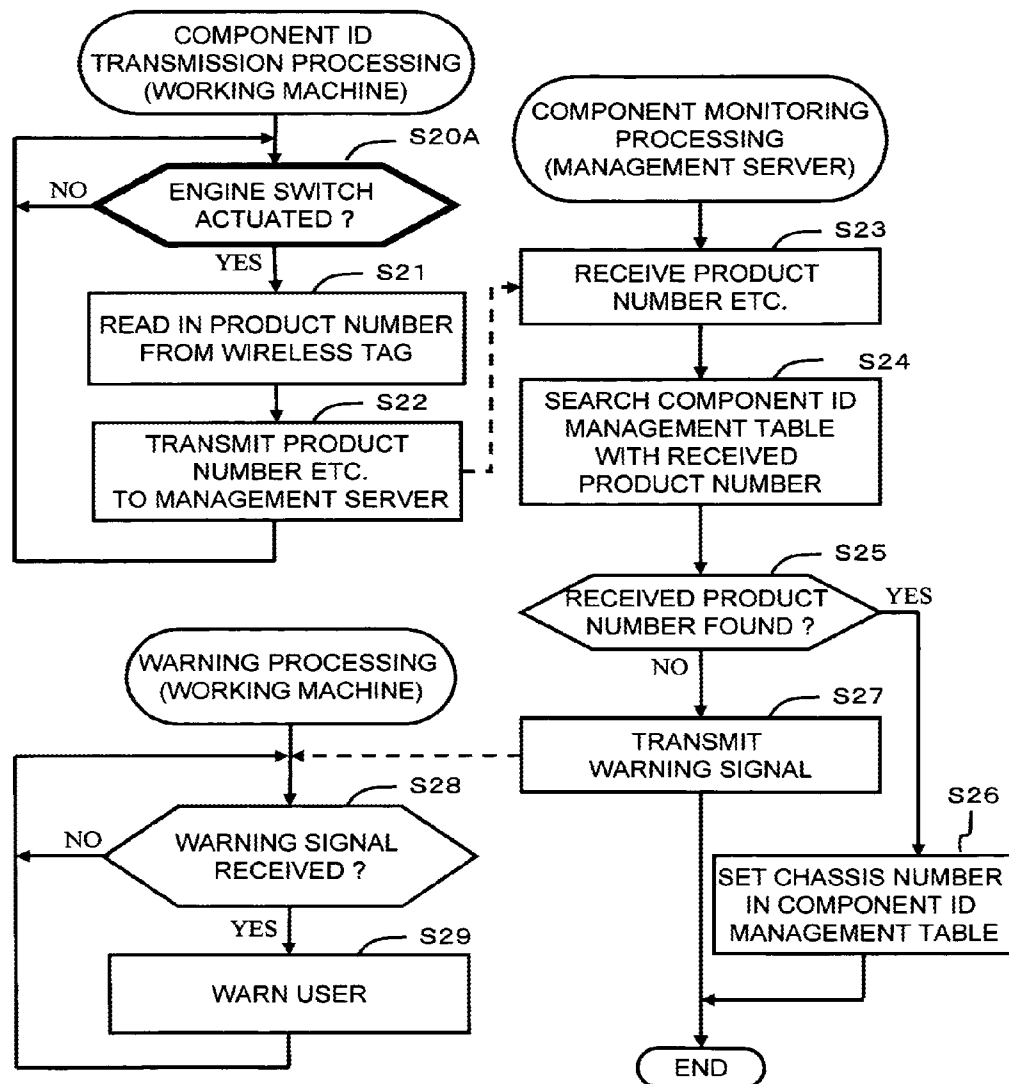 COMPONENT ID
TRANSMISSION PROCESSING
(WORKING MACHINE)
S20A
ENGINE SWITCH
ACTUATED ?
NO
YES
S21
READ IN PRODUCT NUMBER
FROM WIRELESS TAG
S22
TRANSMIT PRODUCT
NUMBER ETC.
TO MANAGEMENT SERVER
COMPONENT MONITORING
PROCESSING
(MANAGEMENT SERVER)
S23
RECEIVE PRODUCT
NUMBER ETC.
S24
SEARCH COMPONENT ID
MANAGEMENT TABLE
WITH RECEIVED
PRODUCT NUMBER
S25
RECEIVED PRODUCT
NUMBER FOUND ?
YES
NO
S27
TRANSMIT
WARNING SIGNAL
S26
SET CHASSIS NUMBER
IN COMPONENT ID
MANAGEMENT TABLE
END
WARNING PROCESSING
(WORKING MACHINE)
S28
WARNING SIGNAL
RECEIVED ?
NO
YES
S29
WARN USER